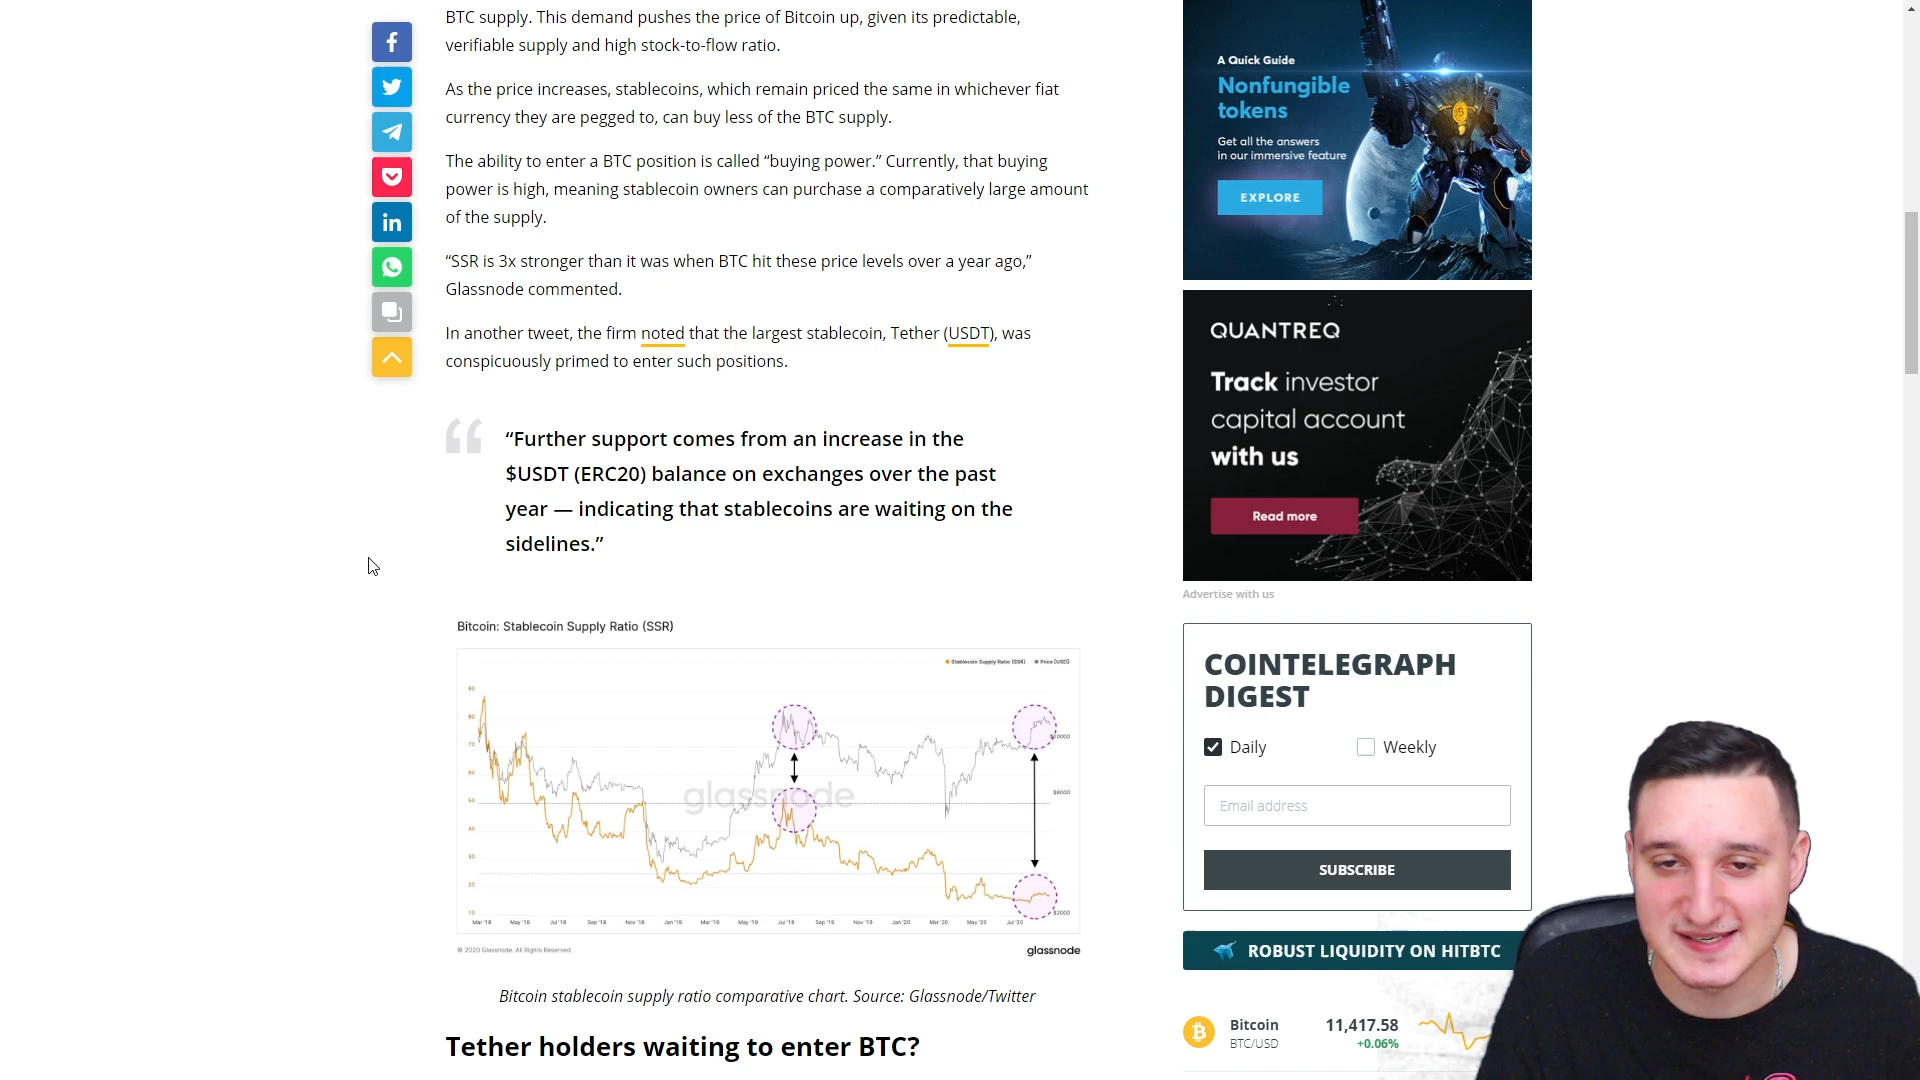 BTC supply. This demand pushes the price of Bitcoin up, given its predictable,
verifiable supply and high stock-to-flow ratio.
As the price increases, stablecoins, which remain priced the same in whichever fiat
currency they are pegged to, can buy less of the BTC supply.
The ability to enter a BTC position is called “buying power.” Currently, that buying
power is high, meaning stablecoin owners can purchase a comparatively large amount
of the supply.
“SSR is 3x stronger than it was when BTC hit these price levels over a year ago,”
Glassnode commented.
In another tweet, the firm noted that the largest stablecoin, Tether (USDT), was
conspicuously primed to enter such positions.
“Further support comes from an increase in the
$USDT (ERC20) balance on exchanges over the past
year — indicating that stablecoins are waiting on the
sidelines.”
Bitcoin: Stablecoin Supply Ratio (SSR)
Stablecoin Supply Ratio (SSR) Price [USD]
90
80
70
60
50
40
30
20
10
$6000
$2000
glassnode
Mar '18 May '18 Jul '18 Sep '18 Nov '18 Jan '19 Mar '19 May '19 Jul '19 Sep '19 Nov '19 Jan '20 Mar '20 May '20 Jul '20
© 2020 Glassnode. All Rights Reserved.
glassnode
Bitcoin stablecoin supply ratio comparative chart. Source: Glassnode/Twitter
Tether holders waiting to enter BTC?
A Quick Guide
Nonfungible
tokens
Get all the answers
in our immersive feature
EXPLORE
QUANTREQ
Track investor
capital account
with us
Read more
Advertise with us
COINTELEGRAPH
DIGEST
Daily Weekly
Email address
SUBSCRIBE
ROBUST LIQUIDITY ON HITBTC
Bitcoin 11,417.58
BTC/USD +0.06%